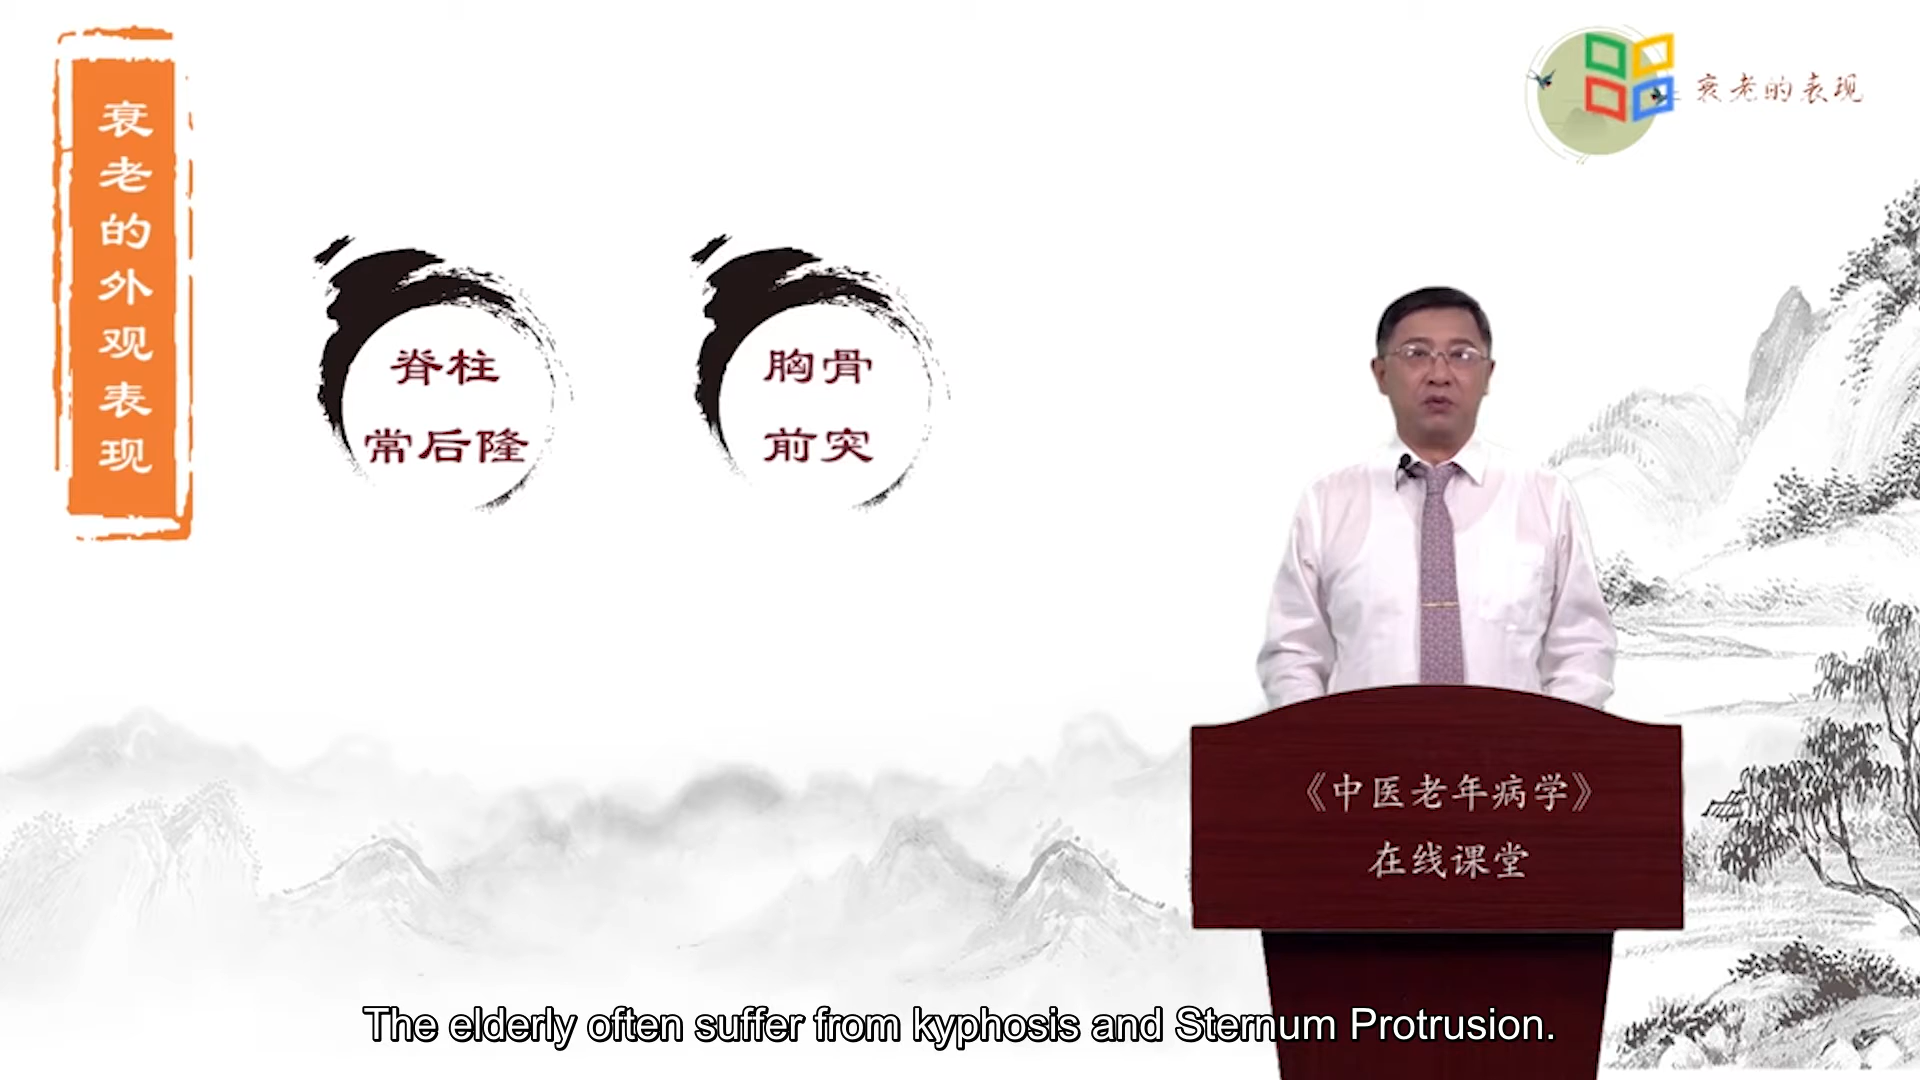 衰老的外观表现
衰老的表现
脊柱
常后隆
胸骨
前突
《中医老年病学》
在线课堂
The elderly often suffer from kyphosis and Sternum Protrusion.